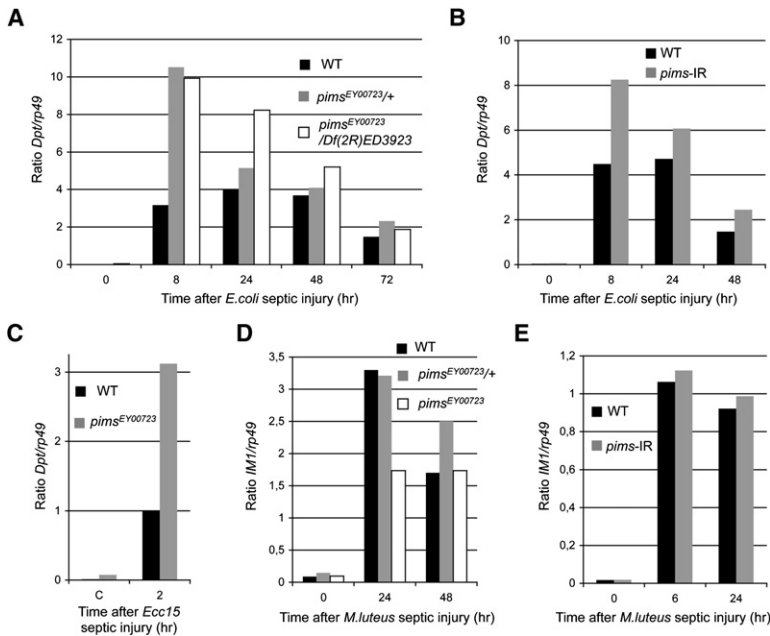 A
Ratio Dpt/rp49
12
10
8
6
4
2
0
WT
pimsEY00723/+
pimsEY00723
/Df(2R)ED3923
0 8 24 48 72
Time after E.coli septic injury (hr)
B
Ratio Dpt/rp49
10
8
6
4
2
0
WT
pims-IR
0 8 24 48
Time after E.coli septic injury (hr)
C
Ratio Dpt/rp49
3
2
1
0
WT
pimsEY00723
C 2
Time after Ecc15
septic injury (hr)
D
Ratio IM1/rp49
3,5
3
2,5
2
1,5
1
0,5
0
WT
pimsEY00723/+
pimsEY00723
0 24 48
Time after M.luteus septic injury (hr)
E
Ratio IM1/rp49
1,2
1
0,8
0,6
0,4
0,2
0
WT
pims-IR
0 6 24
Time after M.luteus septic injury (hr)